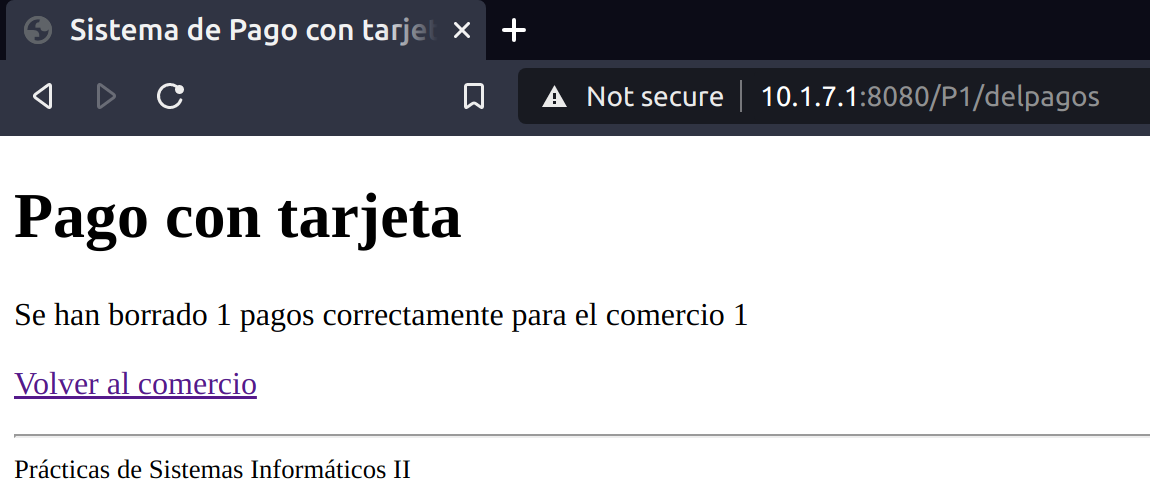 Sistema de Pago con tarjet
Not secure 10.1.7.1:8080/P1/delpagos
Pago con tarjeta
Se han borrado 1 pagos correctamente para el comercio 1
Volver al comercio
Prácticas de Sistemas Informáticos II